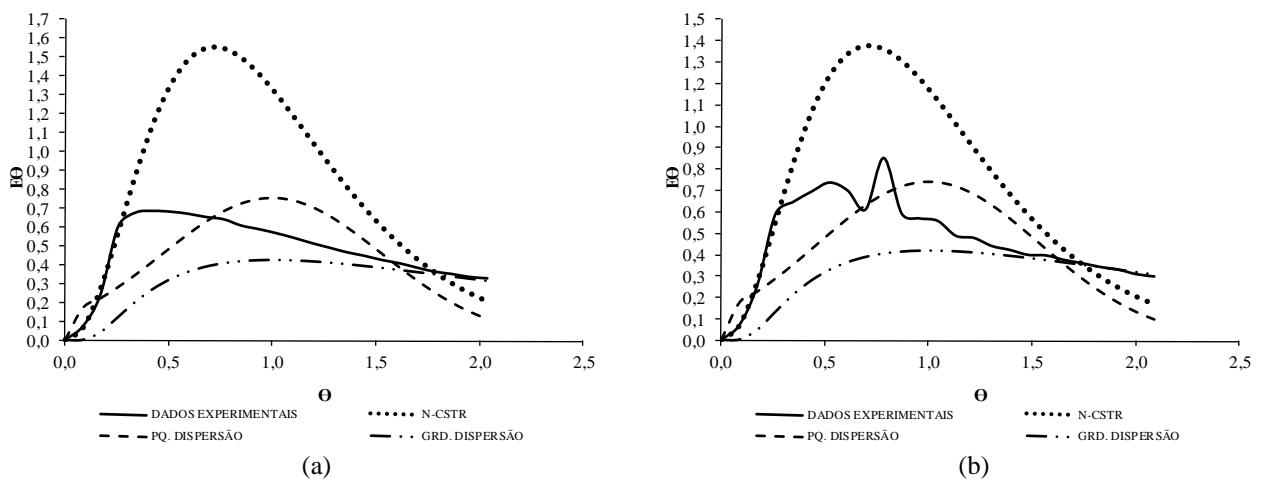 1,7
1,6
1,5
1,4
1,3
1,2
1,1
1,0
0,9
0,8
0,7
0,6
0,5
0,4
0,3
0,2
0,1
0,0
EΘ
0,0 0,5 1,0 1,5 2,0 2,5
Θ
DADOS EXPERIMENTAIS N-CSTR
PQ. DISPERSÃO GRD. DISPERSÃO
(a)
1,5
1,4
1,3
1,2
1,1
1,0
0,9
0,8
0,7
0,6
0,5
0,4
0,3
0,2
0,1
0,0
EΘ
0,0 0,5 1,0 1,5 2,0 2,5
Θ
DADOS EXPERIMENTAIS N-CSTR
PQ. DISPERSÃO GRD. DISPERSÃO
(b)